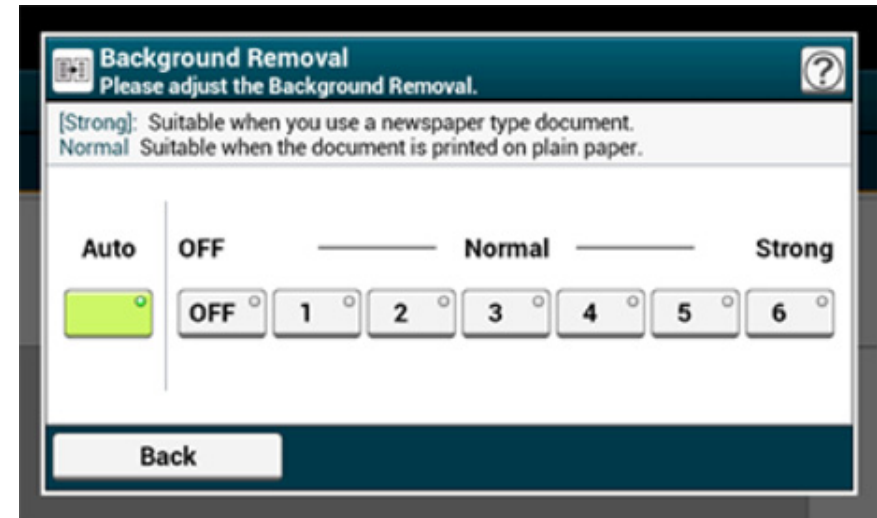 Background Removal
Please adjust the Background Removal.
[Strong]: Suitable when you use a newspaper type document.
Normal Suitable when the document is printed on plain paper.
Auto OFF Normal Strong
OFF 1 2 3 4 5 6
Back